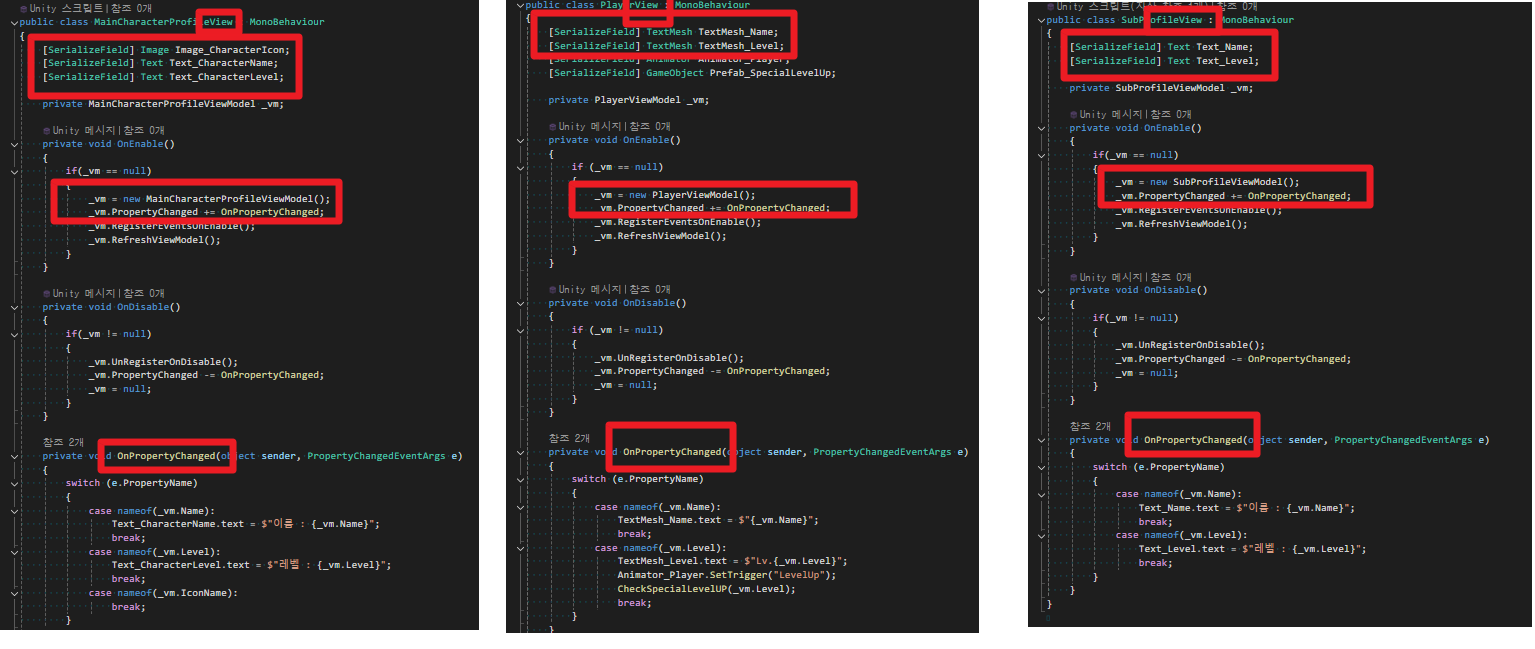 Unity 스크립트|참조 0개
public class MainCharacterProfileView : MonoBehaviour
{
[SerializeField] Image Image_CharacterIcon;
[SerializeField] Text Text_CharacterName;
[SerializeField] Text Text_CharacterLevel;
private MainCharacterProfileViewModel _vm;
Unity 메시지|참조 0개
private void OnEnable()
{
if(_vm == null)
{
_vm = new MainCharacterProfileViewModel();
_vm.PropertyChanged += OnPropertyChanged;
_vm.RegisterEventsOnEnable();
_vm.RefreshViewModel();
}
}
Unity 메시지|참조 0개
private void OnDisable()
{
if(_vm != null)
{
_vm.UnRegisterOnDisable();
_vm.PropertyChanged -= OnPropertyChanged;
_vm = null;
}
}
참조 2개
private void OnPropertyChanged(object sender, PropertyChangedEventArgs e)
{
switch (e.PropertyName)
{
case nameof(_vm.Name):
Text_CharacterName.text = $"이름 : {_vm.Name}";
break;
case nameof(_vm.Level):
Text_CharacterLevel.text = $"레벨 : {_vm.Level}";
break;
case nameof(_vm.IconName):
break;
}
public class PlayerView : MonoBehaviour
{
[SerializeField] TextMesh TextMesh_Name;
[SerializeField] TextMesh TextMesh_Level;
[SerializeField] Animator Animator_Player;
[SerializeField] GameObject Prefab_SpecialLevelUp;
private PlayerViewModel _vm;
Unity 메시지|참조 0개
private void OnEnable()
{
if (_vm == null)
{
_vm = new PlayerViewModel();
_vm.PropertyChanged += OnPropertyChanged;
_vm.RegisterEventsOnEnable();
_vm.RefreshViewModel();
}
}
Unity 메시지|참조 0개
private void OnDisable()
{
if (_vm != null)
{
_vm.UnRegisterOnDisable();
_vm.PropertyChanged -= OnPropertyChanged;
_vm = null;
}
}
참조 2개
private void OnPropertyChanged(object sender, PropertyChangedEventArgs e)
{
switch (e.PropertyName)
{
case nameof(_vm.Name):
TextMesh_Name.text = $"{_vm.Name}";
break;
case nameof(_vm.Level):
TextMesh_Level.text = $"Lv.{_vm.Level}";
Animator_Player.SetTrigger("LevelUp");
CheckSpecialLevelUP(_vm.Level);
break;
}
}
Unity 스크립트(자산 참조 1개)|참조 0개
public class SubProfileView : MonoBehaviour
{
[SerializeField] Text Text_Name;
[SerializeField] Text Text_Level;
private SubProfileViewModel _vm;
Unity 메시지|참조 0개
private void OnEnable()
{
if(_vm == null)
{
_vm = new SubProfileViewModel();
_vm.PropertyChanged += OnPropertyChanged;
_vm.RegisterEventsOnEnable();
_vm.RefreshViewModel();
}
}
Unity 메시지|참조 0개
private void OnDisable()
{
if(_vm != null)
{
_vm.UnRegisterOnDisable();
_vm.PropertyChanged -= OnPropertyChanged;
_vm = null;
}
}
참조 2개
private void OnPropertyChanged(object sender, PropertyChangedEventArgs e)
{
switch (e.PropertyName)
{
case nameof(_vm.Name):
Text_Name.text = $"이름 : {_vm.Name}";
break;
case nameof(_vm.Level):
Text_Level.text = $"레벨 : {_vm.Level}";
break;
}
}
}